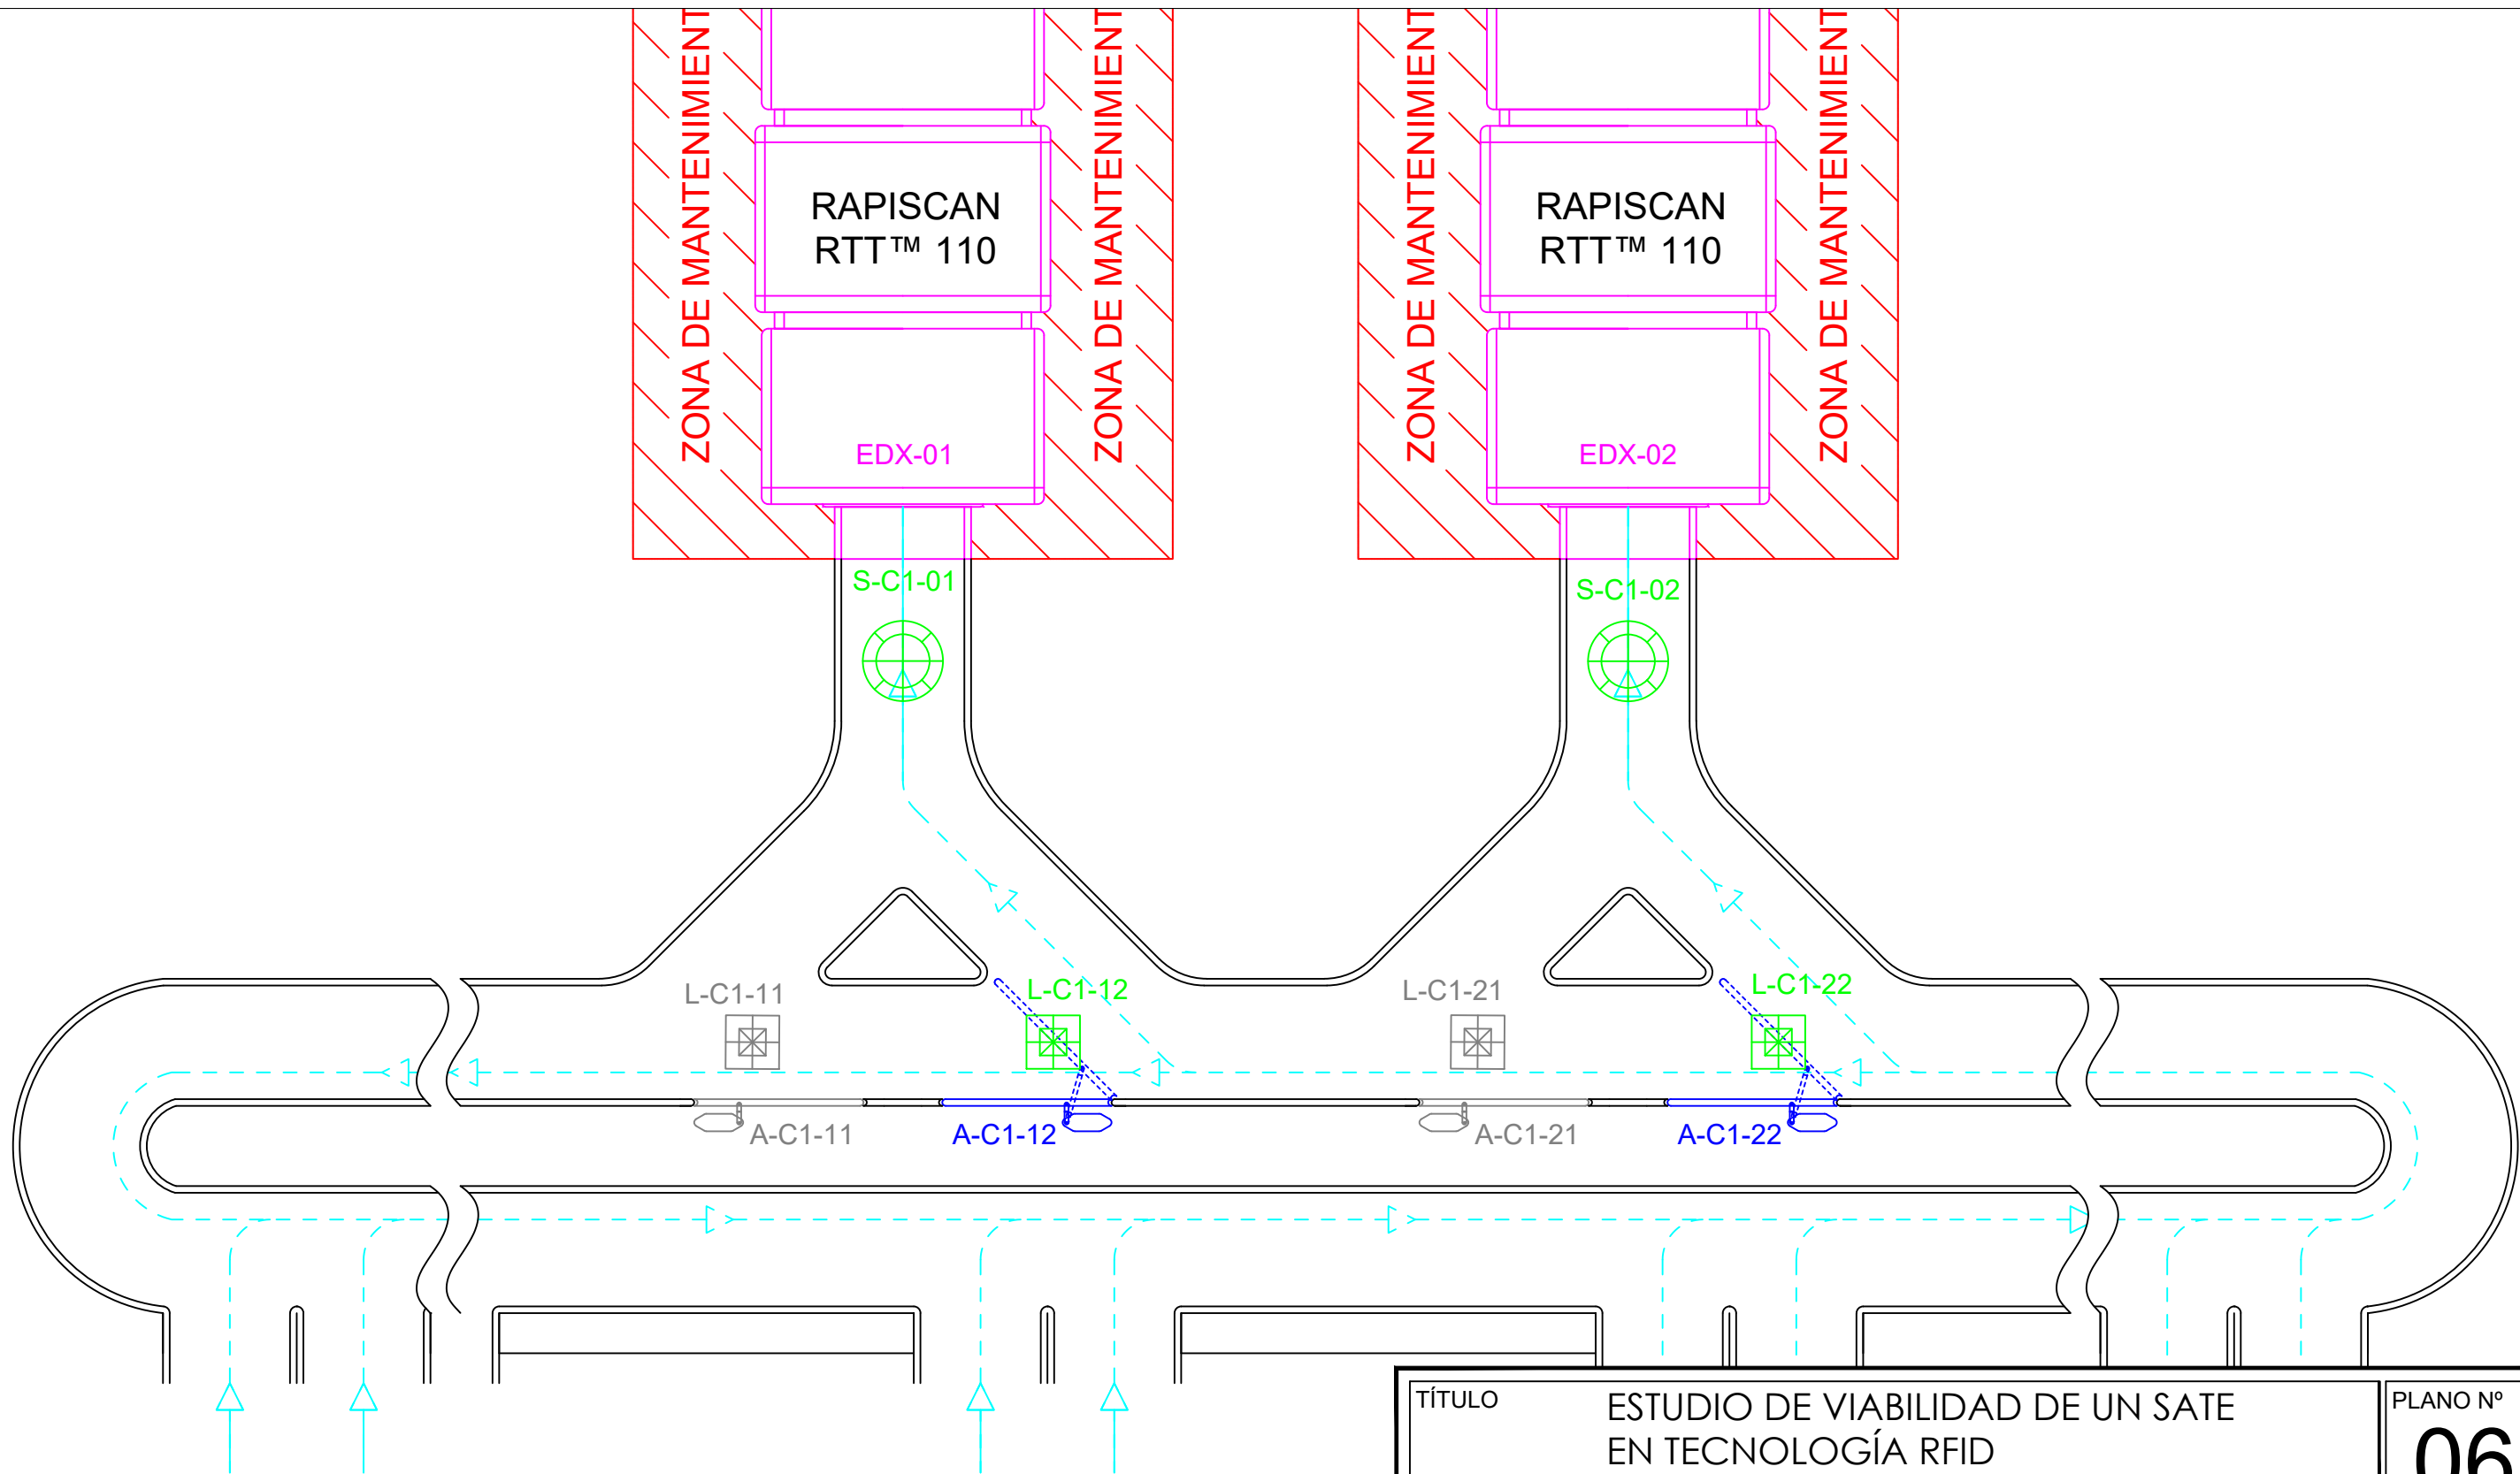 ZONA DE MANTENIMIENT
ZONA DE MANTENIMIENT
ZONA DE MANTENIMIENT
ZONA DE MANTENIMIENT
RAPISCAN
RTT™ 110
RAPISCAN
RTT™ 110
EDX-01
EDX-02
S-C1-01
S-C1-02
L-C1-11
L-C1-12
L-C1-21
L-C1-22
A-C1-11
A-C1-12
A-C1-21
A-C1-22
TÍTULO
ESTUDIO DE VIABILIDAD DE UN SATE
EN TECNOLOGÍA RFID
PLANO Nº
06